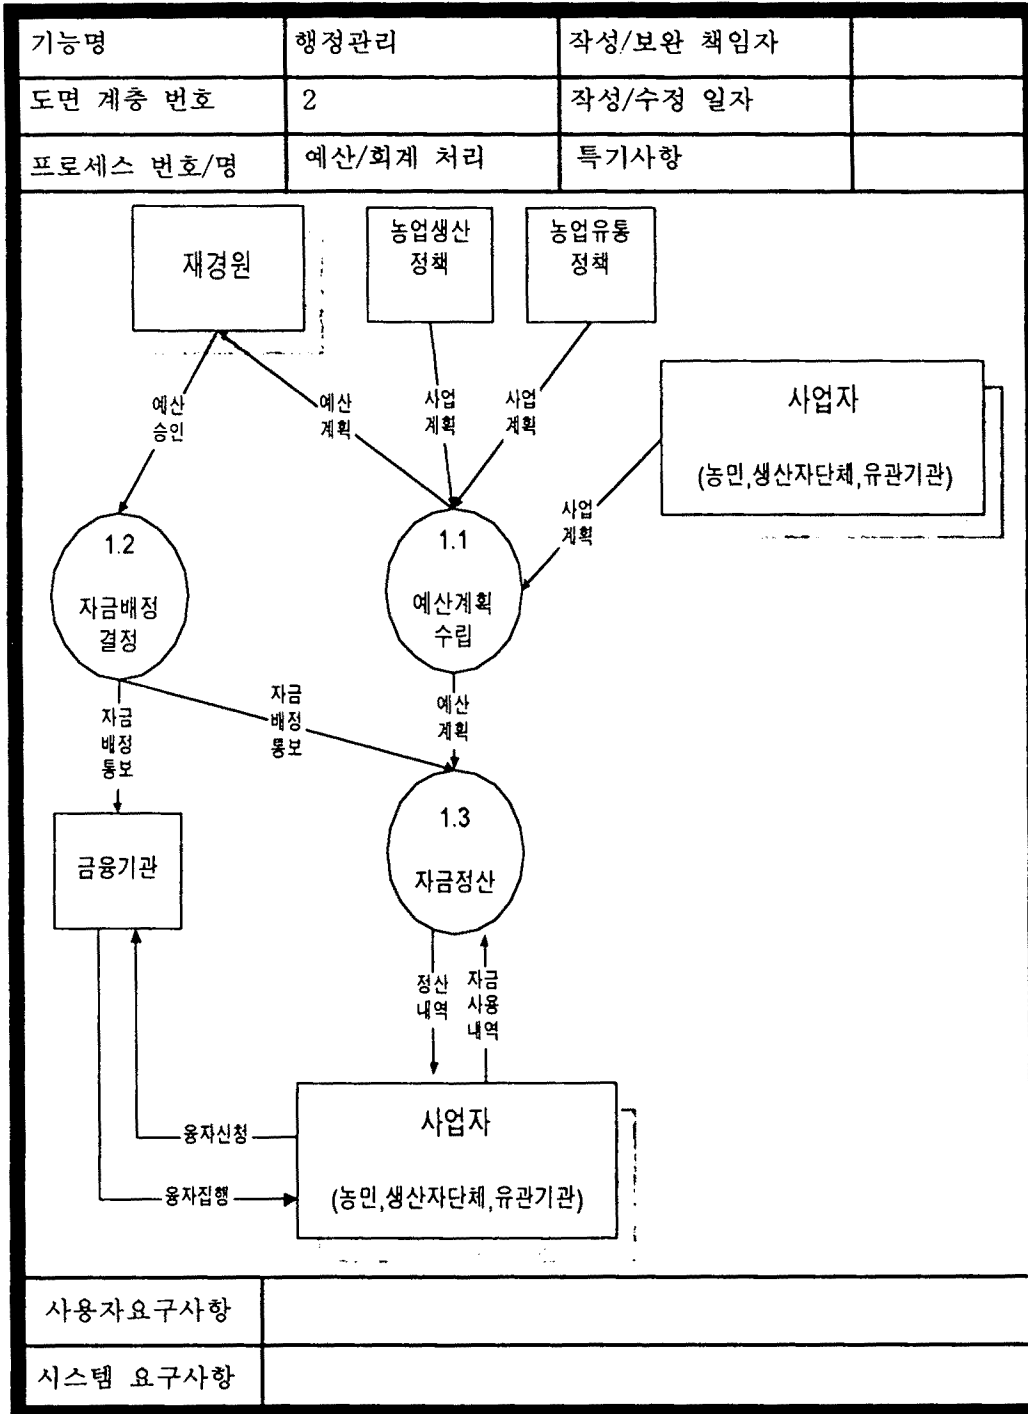 기능명 행정관리 작성/보완 책임자
도면 계층 번호 2 작성/수정 일자
프로세스 번호/명 예산/회계 처리 특기사항
재경원
농업생산
정책
농업유통
정책
사업자
(농민,생산자단체,유관기관)
예산
승인
예산
계획
사업
계획
사업
계획
사업
계획
1.2
자금배정
결정
1.1
예산계획
수립
자금
배정
통보
자금
배정
통보
예산
계획
금융기관
1.3
자금정산
정산
내역
자금
사용
내역
융자신청
융자집행
사업자
(농민,생산자단체,유관기관)
사용자요구사항
시스템 요구사항